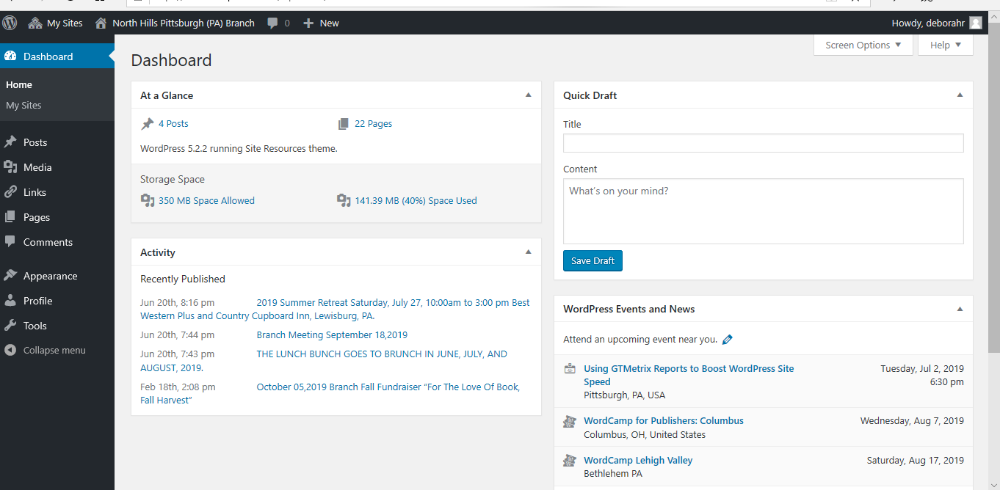 My Sites North Hills Pittsburgh (PA) Branch 0 New Howdy, deborahr
Dashboard
Home
My Sites
Posts
Media
Links
Pages
Comments
Appearance
Profile
Tools
Collapse menu
Screen Options ▼ Help ▼
Dashboard
At a Glance
4 Posts 22 Pages
WordPress 5.2.2 running Site Resources theme.
Storage Space
350 MB Space Allowed 141.39 MB (40%) Space Used
Activity
Recently Published
Jun 20th, 8:16 pm 2019 Summer Retreat Saturday, July 27, 10:00am to 3:00 pm Best
Western Plus and Country Cupboard Inn, Lewisburg, PA.
Jun 20th, 7:44 pm Branch Meeting September 18,2019
Jun 20th, 7:43 pm THE LUNCH BUNCH GOES TO BRUNCH IN JUNE, JULY, AND
AUGUST, 2019.
Feb 18th, 2:08 pm October 05,2019 Branch Fall Fundraiser “For The Love Of Book,
Fall Harvest”
Quick Draft
Title
Content
What’s on your mind?
Save Draft
WordPress Events and News
Attend an upcoming event near you.
Using GTMetrix Reports to Boost WordPress Site Tuesday, Jul 2, 2019
Speed 6:30 pm
Pittsburgh, PA, USA
WordCamp for Publishers: Columbus Wednesday, Aug 7, 2019
Columbus, OH, United States
WordCamp Lehigh Valley Saturday, Aug 17, 2019
Bethlehem PA